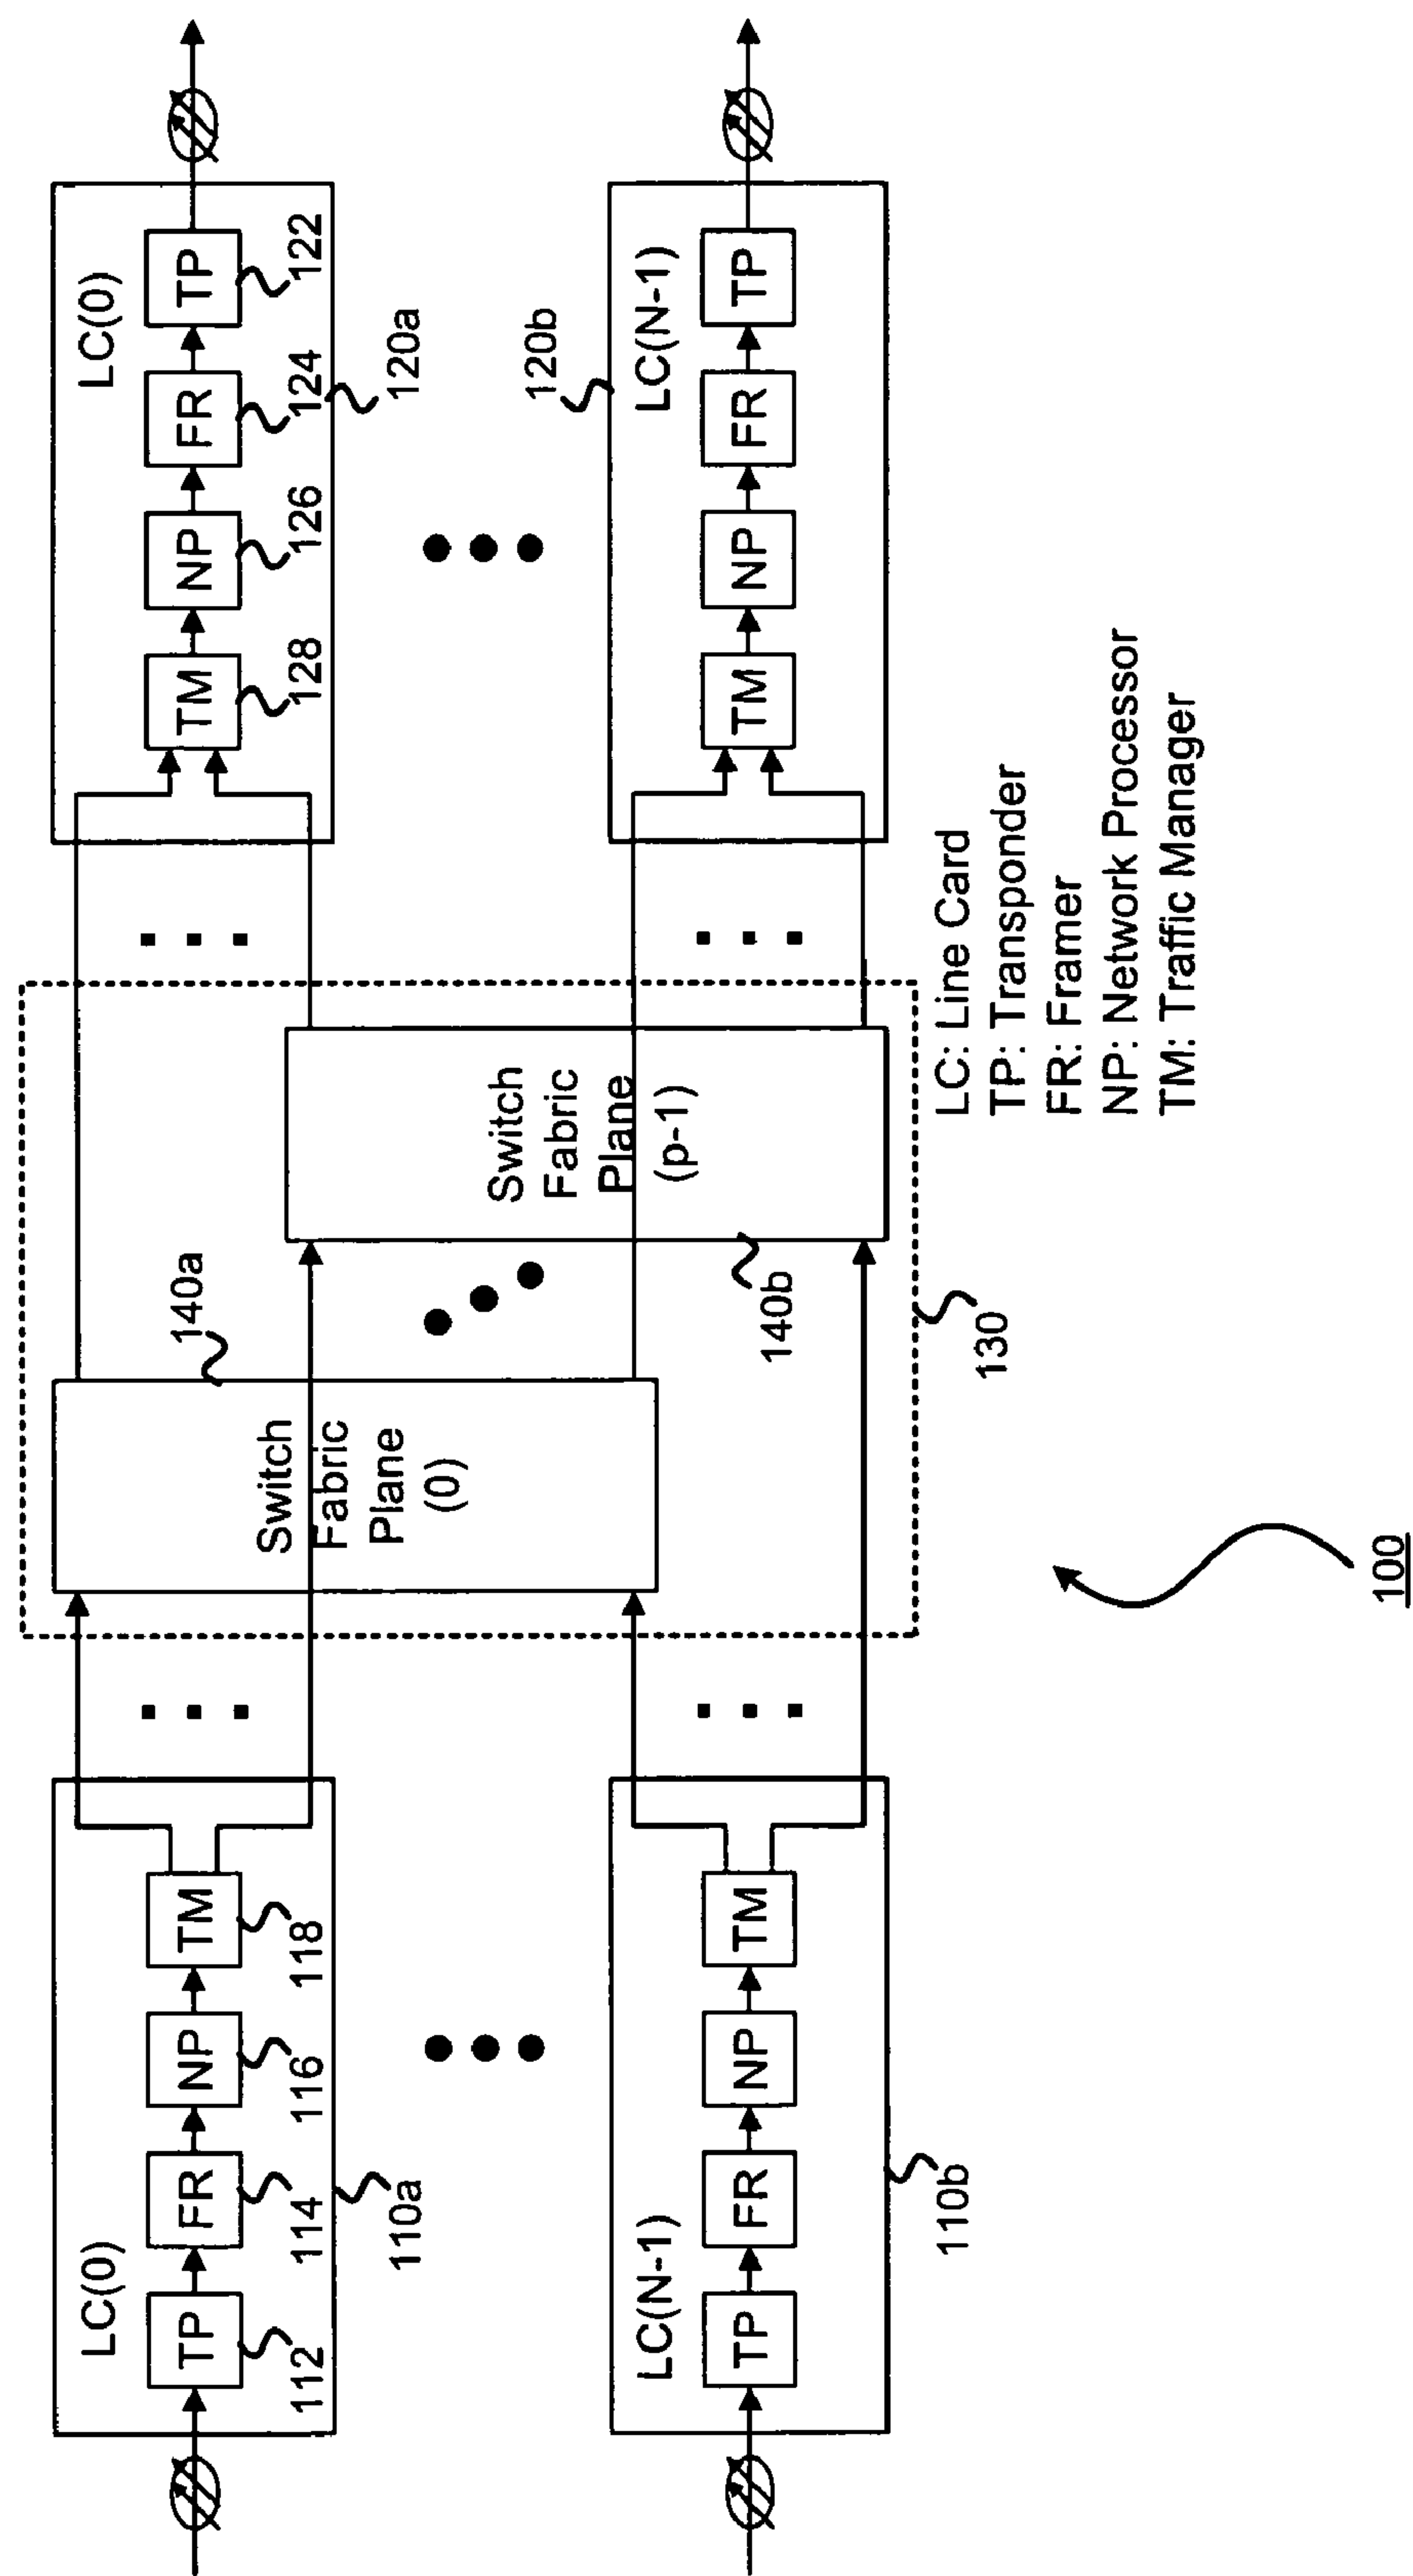 LC(0)
TP
FR
NP
TM
112
114
116
118
110a
LC(N-1)
TP
FR
NP
TM
110b
Switch
Fabric
Plane
(0)
140a
Switch
Fabric
Plane
(p-1)
140b
130
LC(0)
TM
NP
FR
TP
128
126
124
122
120a
120b
LC(N-1)
TM
NP
FR
TP
LC: Line Card
TP: Transponder
FR: Framer
NP: Network Processor
TM: Traffic Manager
100